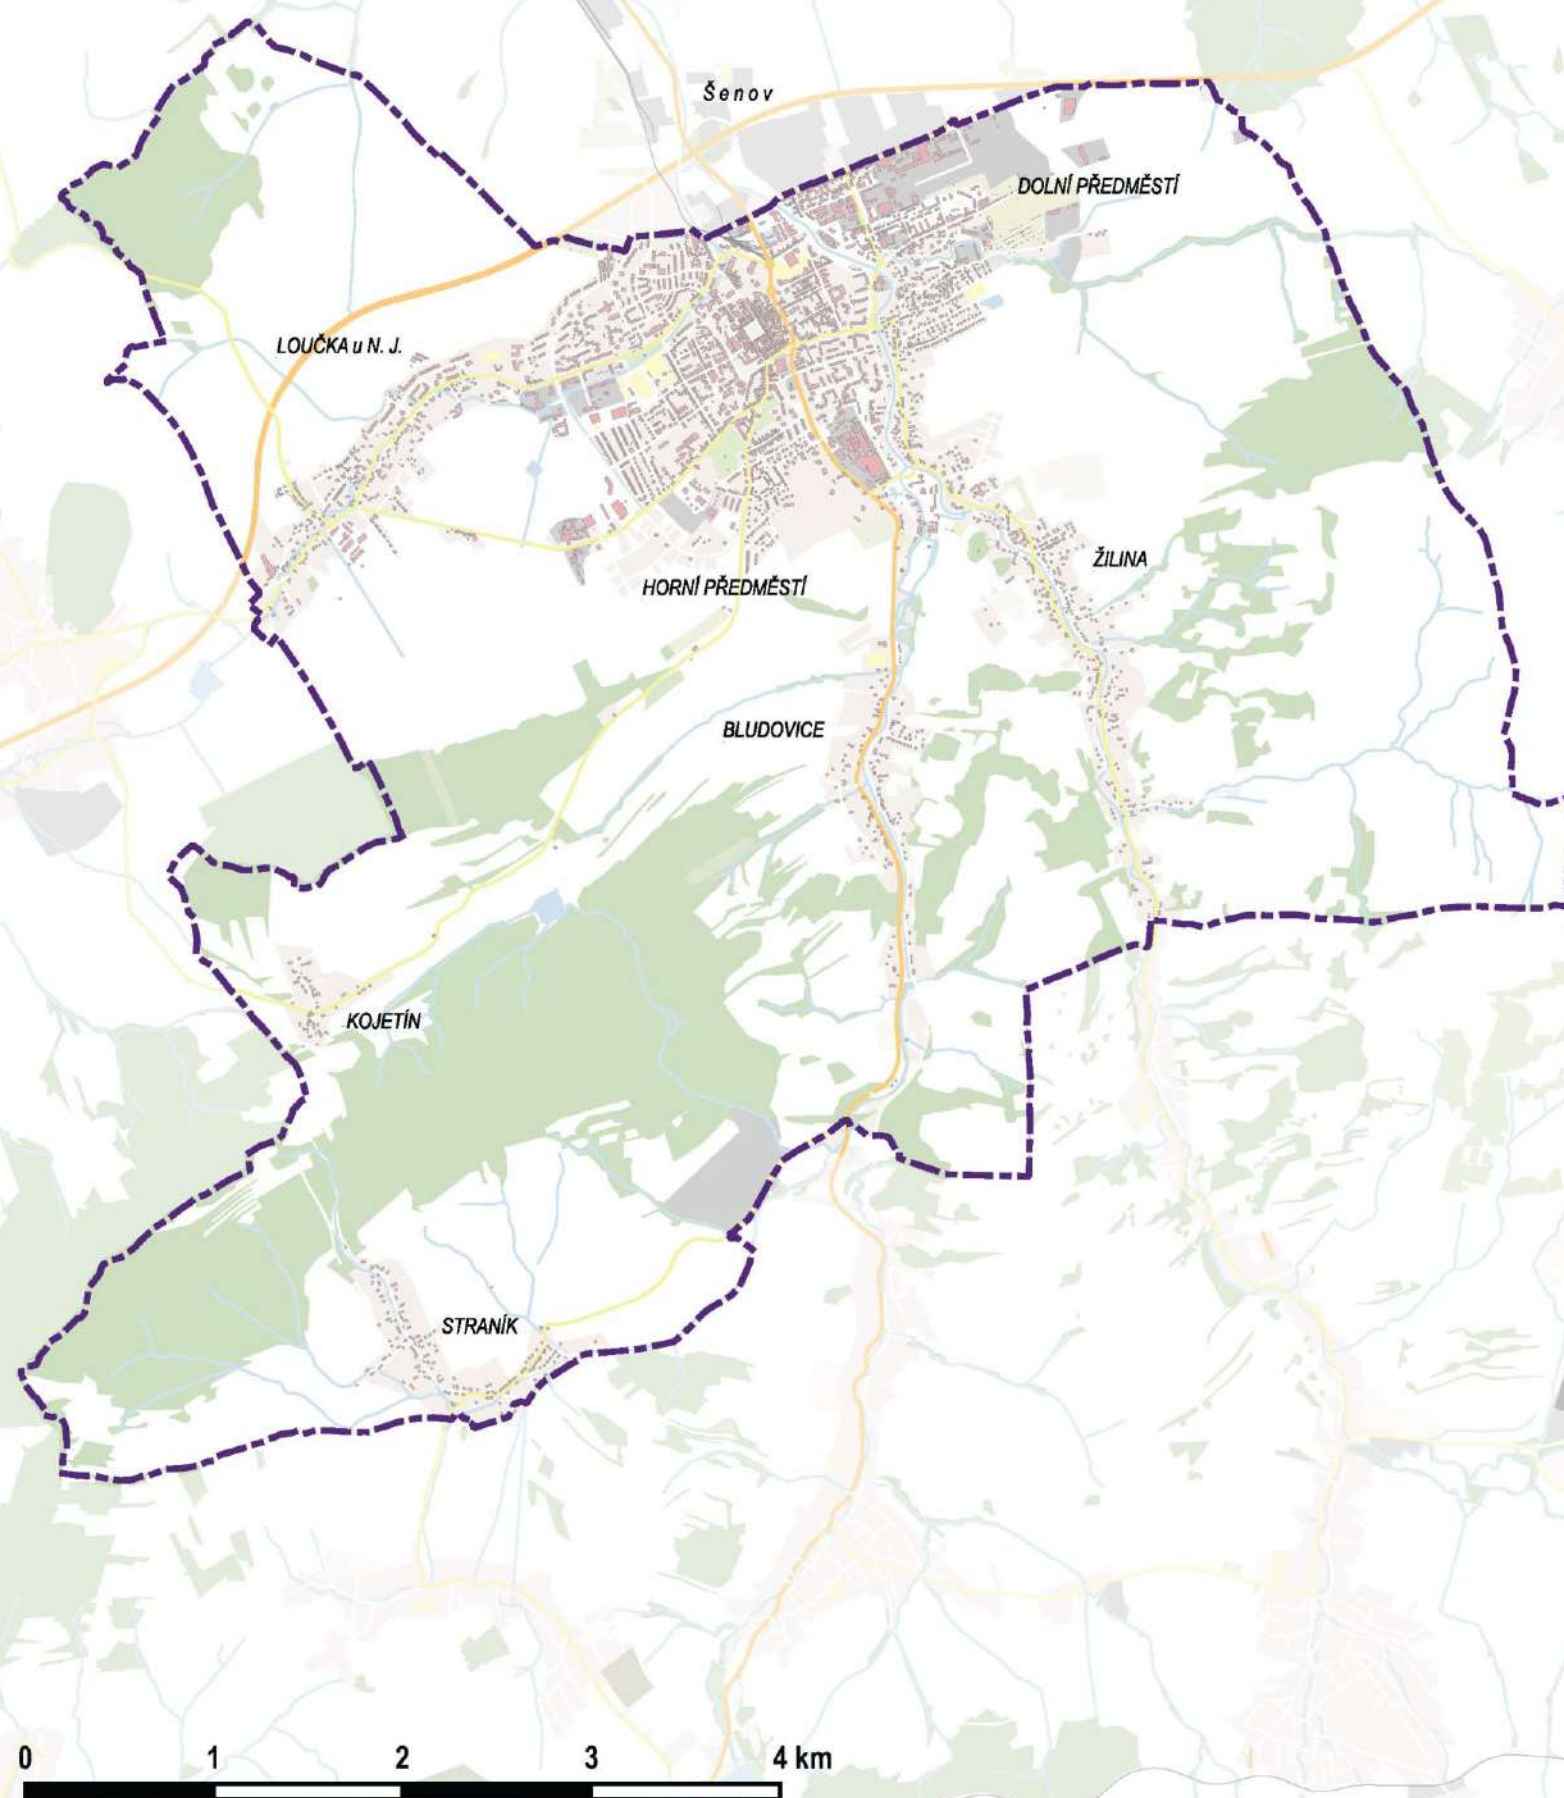 Šenov
DOLNÍ PŘEDMĚSTÍ
LOUČKA u N. J.
ŽILINA
HORNÍ PŘEDMĚSTÍ
BLUDOVICE
KOJETÍN
STRANÍK
0 1 2 3 4 km